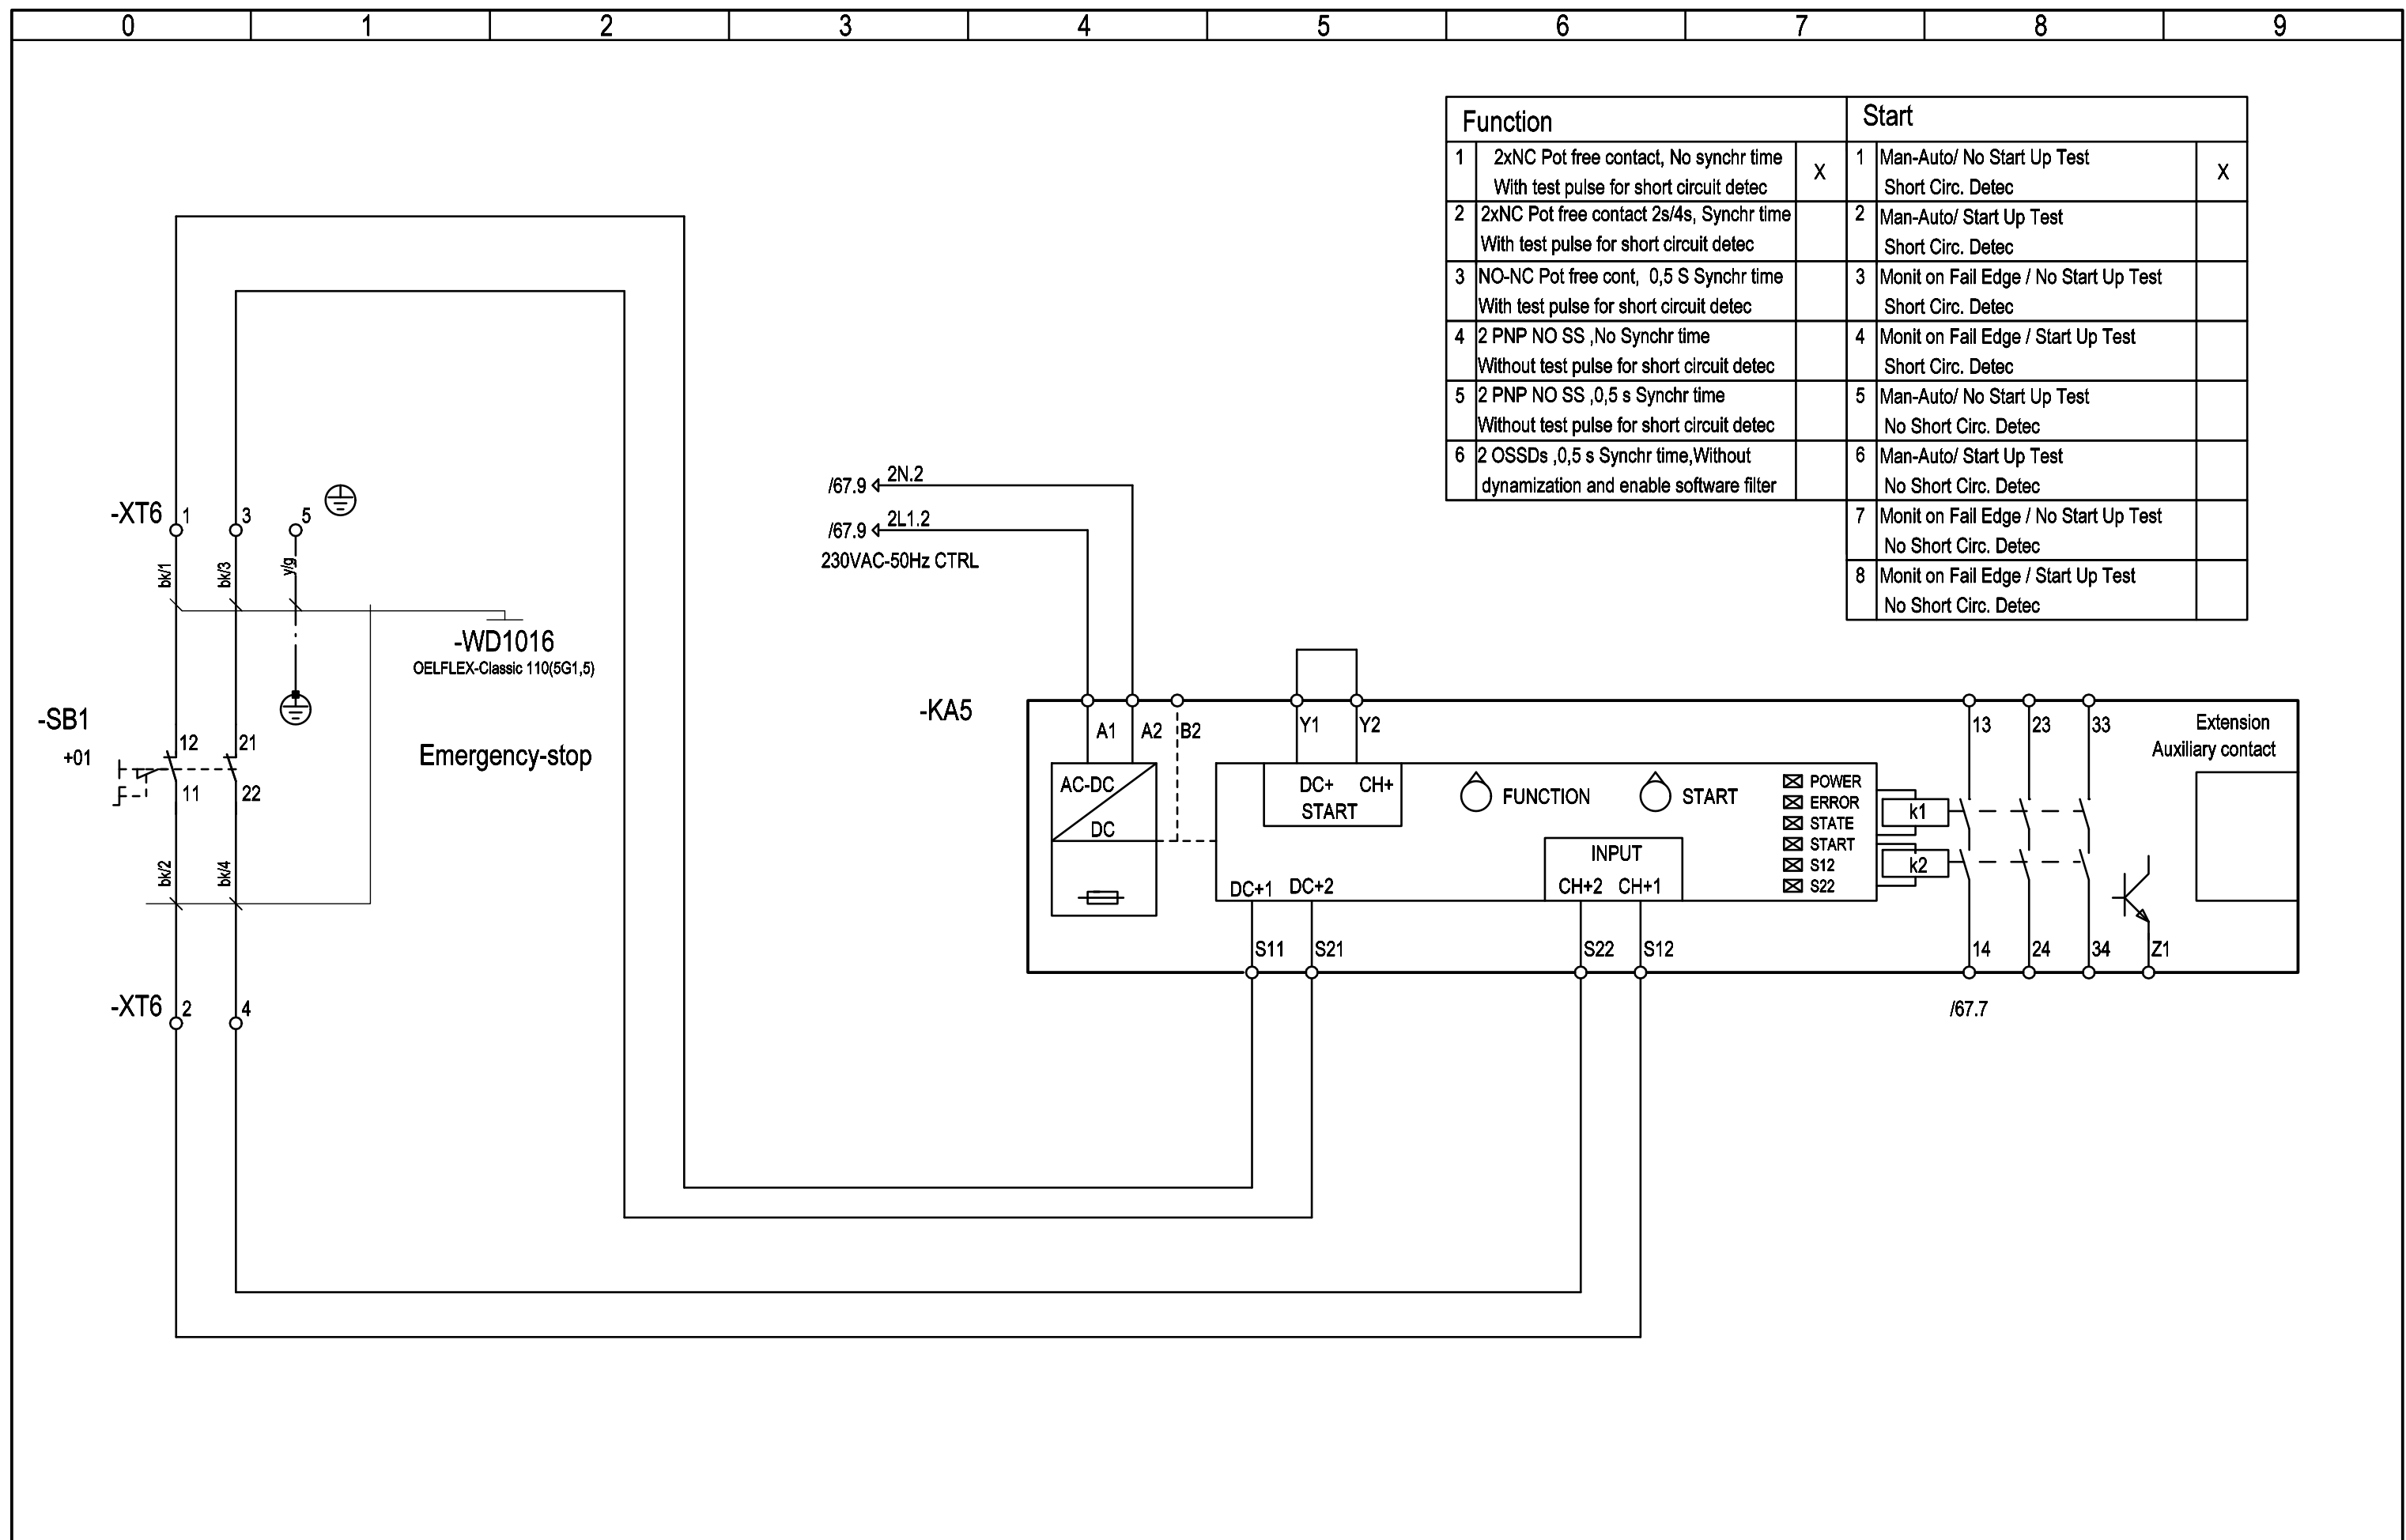 0 1 2 3 4 5 6 7 8 9
Function Start
1 2xNC Pot free contact, No synchr time X 1 Man-Auto/ No Start Up Test X
With test pulse for short circuit detec Short Circ. Detec
2 2xNC Pot free contact 2s/4s, Synchr time 2 Man-Auto/ Start Up Test
With test pulse for short circuit detec Short Circ. Detec
3 NO-NC Pot free cont, 0,5 S Synchr time 3 Monit on Fail Edge / No Start Up Test
With test pulse for short circuit detec Short Circ. Detec
4 2 PNP NO SS ,No Synchr time 4 Monit on Fail Edge / Start Up Test
Without test pulse for short circuit detec Short Circ. Detec
5 2 PNP NO SS ,0,5 s Synchr time 5 Man-Auto/ No Start Up Test
Without test pulse for short circuit detec No Short Circ. Detec
6 2 OSSDs ,0,5 s Synchr time,Without 6 Man-Auto/ Start Up Test
dynamization and enable software filter No Short Circ. Detec
7 Monit on Fail Edge / No Start Up Test
No Short Circ. Detec
8 Monit on Fail Edge / Start Up Test
No Short Circ. Detec
/67.9 2N.2
/67.9 2L1.2
230VAC-50Hz CTRL
-XT6 1 3 5
bk/1 bk/3 y/g
-WD1016
OELFLEX-Classic 110(5G1,5)
-SB1
+01
12 21
11 22
Emergency-stop
bk/2 bk/4
-XT6 2 4
-KA5
A1 A2 B2 Y1 Y2 13 23 33
Extension
Auxiliary contact
AC-DC
DC
DC+ CH+
START
FUNCTION START
POWER
ERROR
STATE
START
S12
S22
k1
k2
INPUT
DC+1 DC+2 CH+2 CH+1
S11 S21 S22 S12 14 24 34 Z1
/67.7